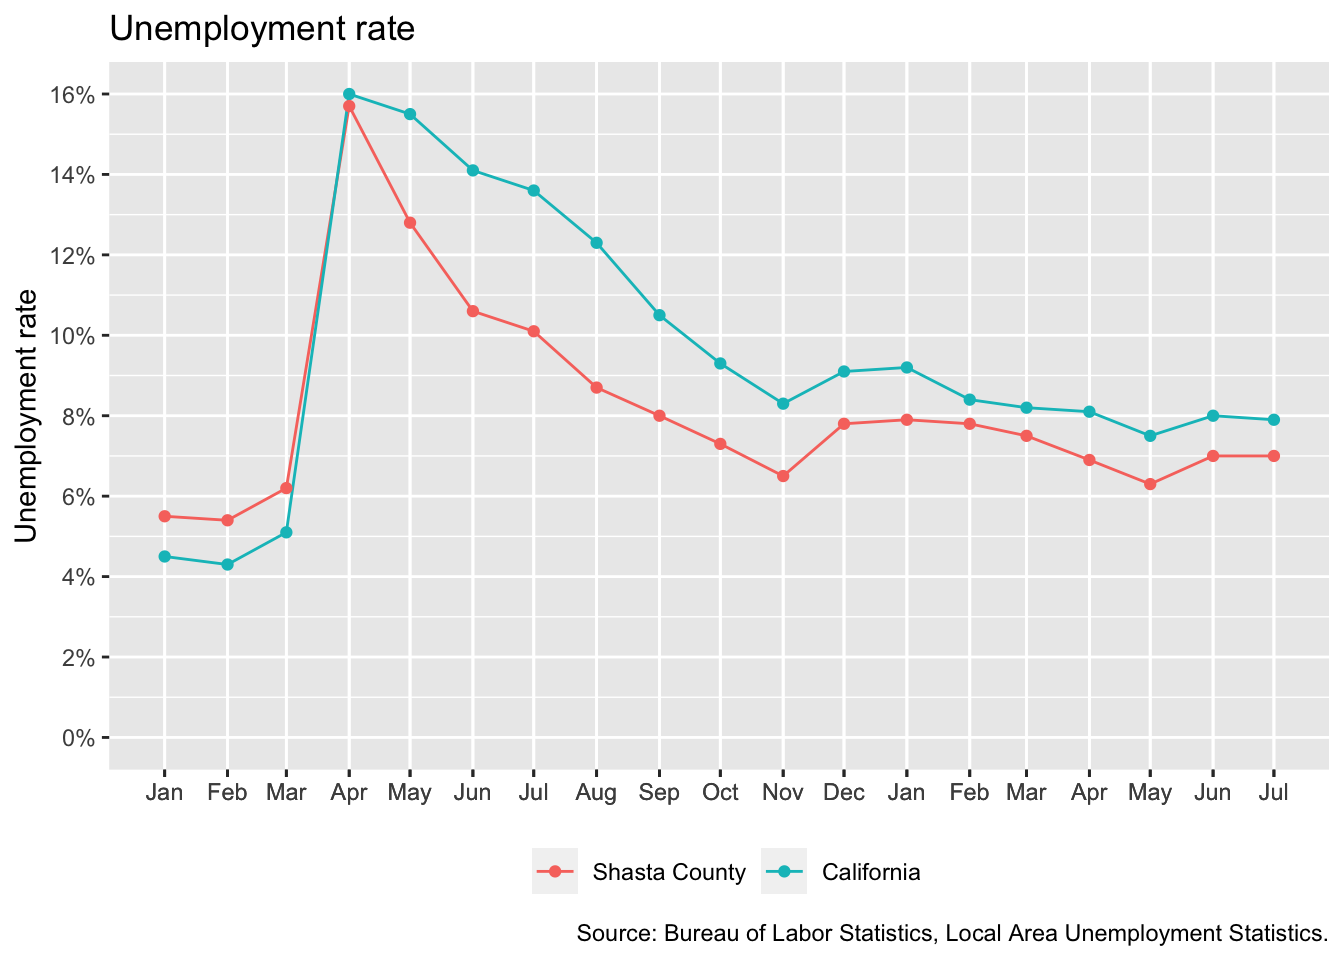 Unemployment rate
Unemployment rate
16%
14%
12%
10%
8%
6%
4%
2%
0%
Jan Feb Mar Apr May Jun Jul Aug Sep Oct Nov Dec Jan Feb Mar Apr May Jun Jul
Shasta County California
Source: Bureau of Labor Statistics, Local Area Unemployment Statistics.